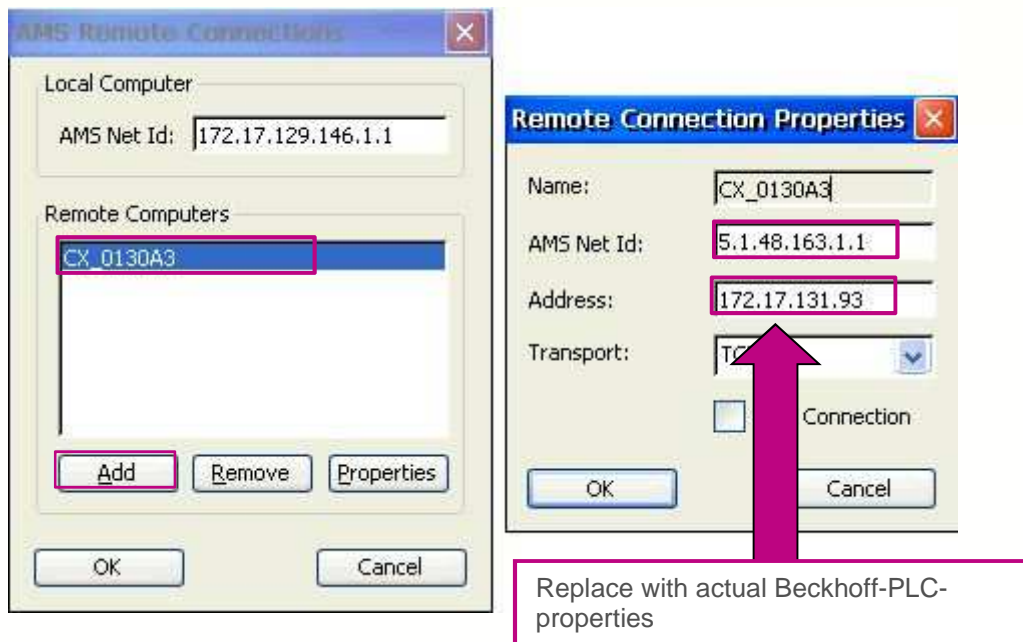 AMS Remote Connections
Local Computer
AMS Net Id: 172.17.129.146.1.1
Remote Computers
CX_0130A3
Add Remove Properties
OK Cancel
Remote Connection Properties
Name: CX_0130A3
AMS Net Id: 5.1.48.163.1.1
Address: 172.17.131.93
Transport:
Connection
OK Cancel
Replace with actual Beckhoff-PLC-
properties